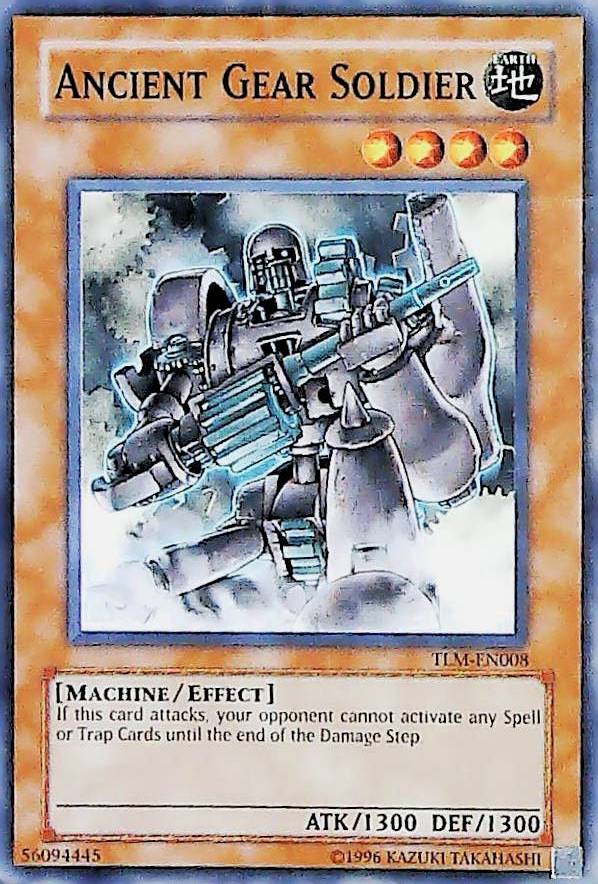 ANCIENT GEAR SOLDIER
EARTH
地
TLM-EN008
[MACHINE/EFFECT]
If this card attacks, your opponent cannot activate any Spell
or Trap Cards until the end of the Damage Step.
ATK/1300 DEF/1300
56094445
©1996 KAZUKI TAKAHASHI